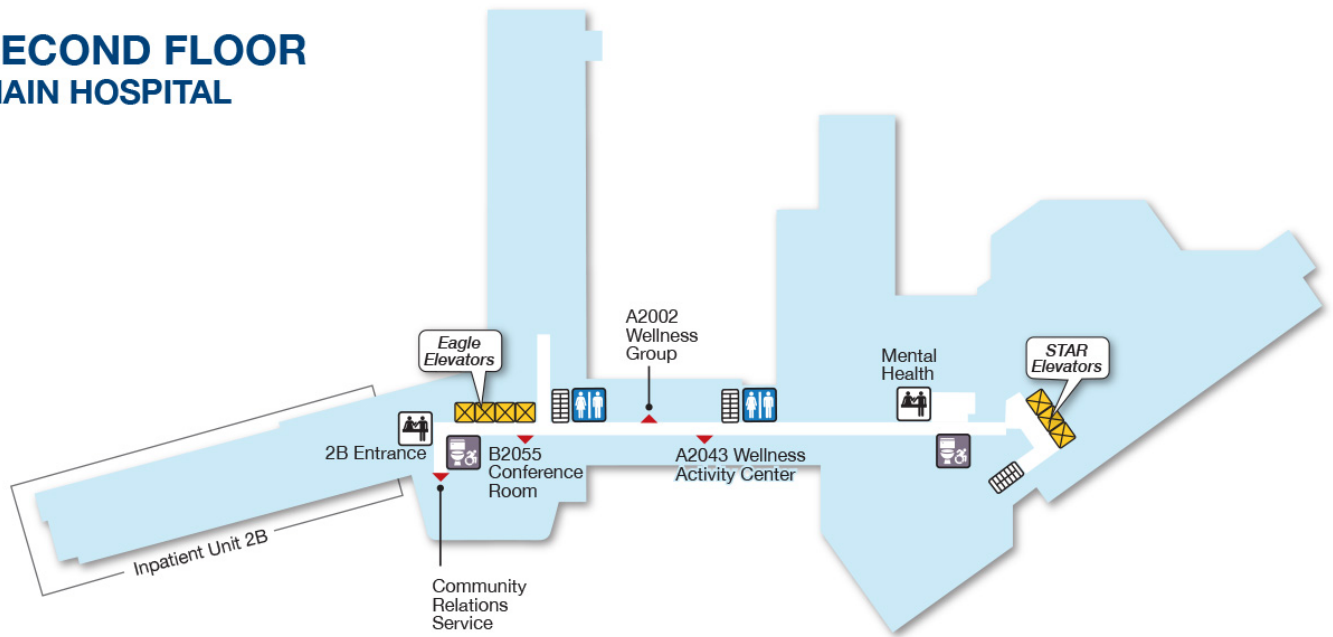 ECOND FLOOR
MAIN HOSPITAL
A2002
Wellness
Group
Eagle
Elevators
Mental
Health
STAR
Elevators
2B Entrance
B2055
Conference
Room
A2043 Wellness
Activity Center
Inpatient Unit 2B
Community
Relations
Service